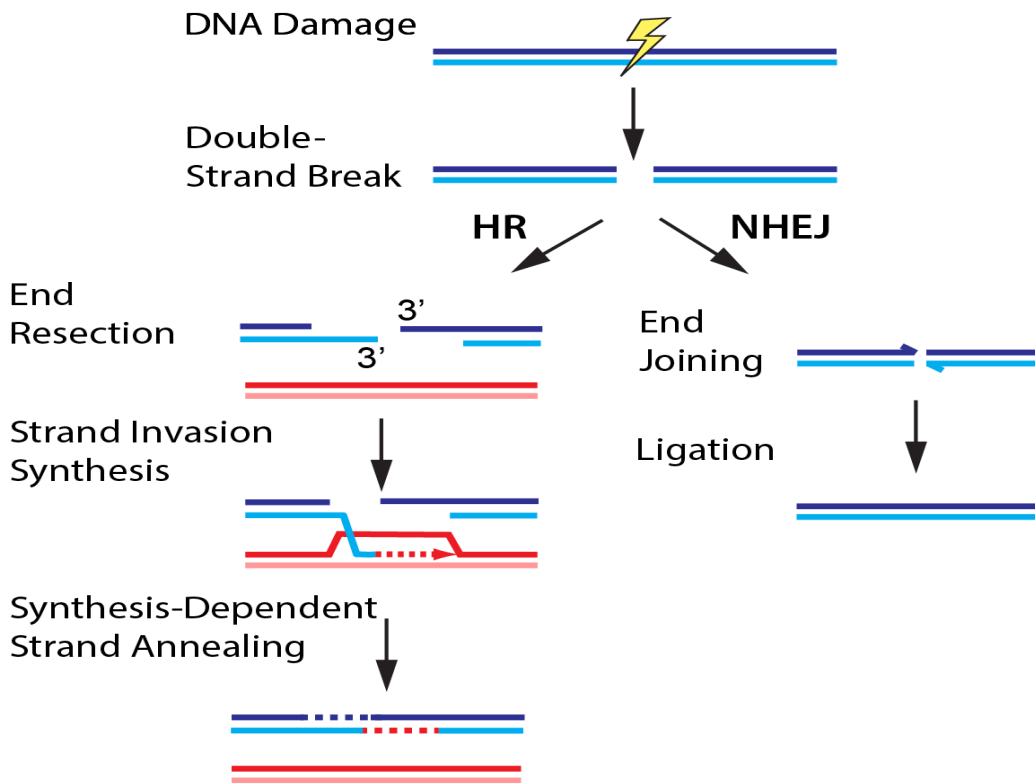 DNA Damage
Double-
Strand Break
HR
NHEJ
End
Resection
3’
3’
End
Joining
Strand Invasion
Synthesis
Ligation
Synthesis-Dependent
Strand Annealing